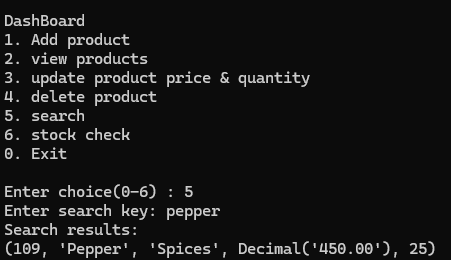 DashBoard
1. Add product
2. view products
3. update product price & quantity
4. delete product
5. search
6. stock check
0. Exit
Enter choice(0-6) : 5
Enter search key: pepper
Search results:
(109, 'Pepper', 'Spices', Decimal('450.00'), 25)